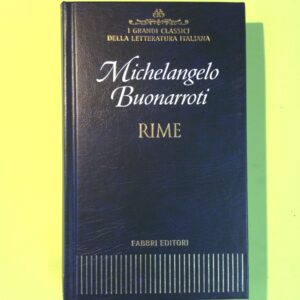 I GRANDI CLASSICI
DELLA LETTERATURA ITALIANA
Michelangelo
Buonarroti
RIME
FABBRI EDITORI